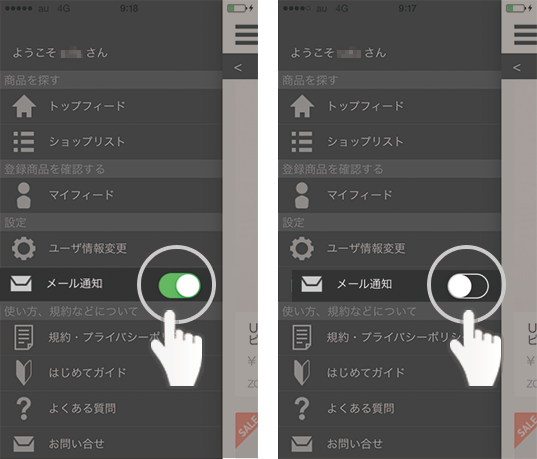 au 4G 9:18
ようこそ さん
商品を探す
トップフィード
ショップリスト
登録商品を確認する
マイフィード
設定
ユーザ情報変更
メール通知
使い方、規約などについて
規約・プライバシーポリ
はじめてガイド
よくある質問
お問い合せ
<
SALE
au 4G 9:17
ようこそ さん
商品を探す
トップフィード
ショップリスト
登録商品を確認する
マイフィード
設定
ユーザ情報変更
メール通知
使い方、規約などについて
規約・プライバシーポリシ
はじめてガイド
よくある質問
お問い合せ
<
U
ピ
¥
ZO
SALE